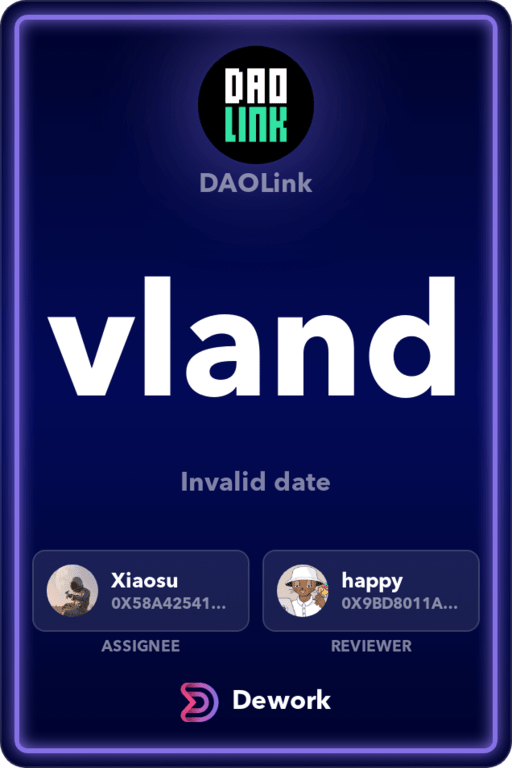 DAO
LINK
DAOLink
vland
Invalid date
Xiaosu
0X58A42541...
ASSIGNEE
happy
0X9BD8011A...
REVIEWER
Dework